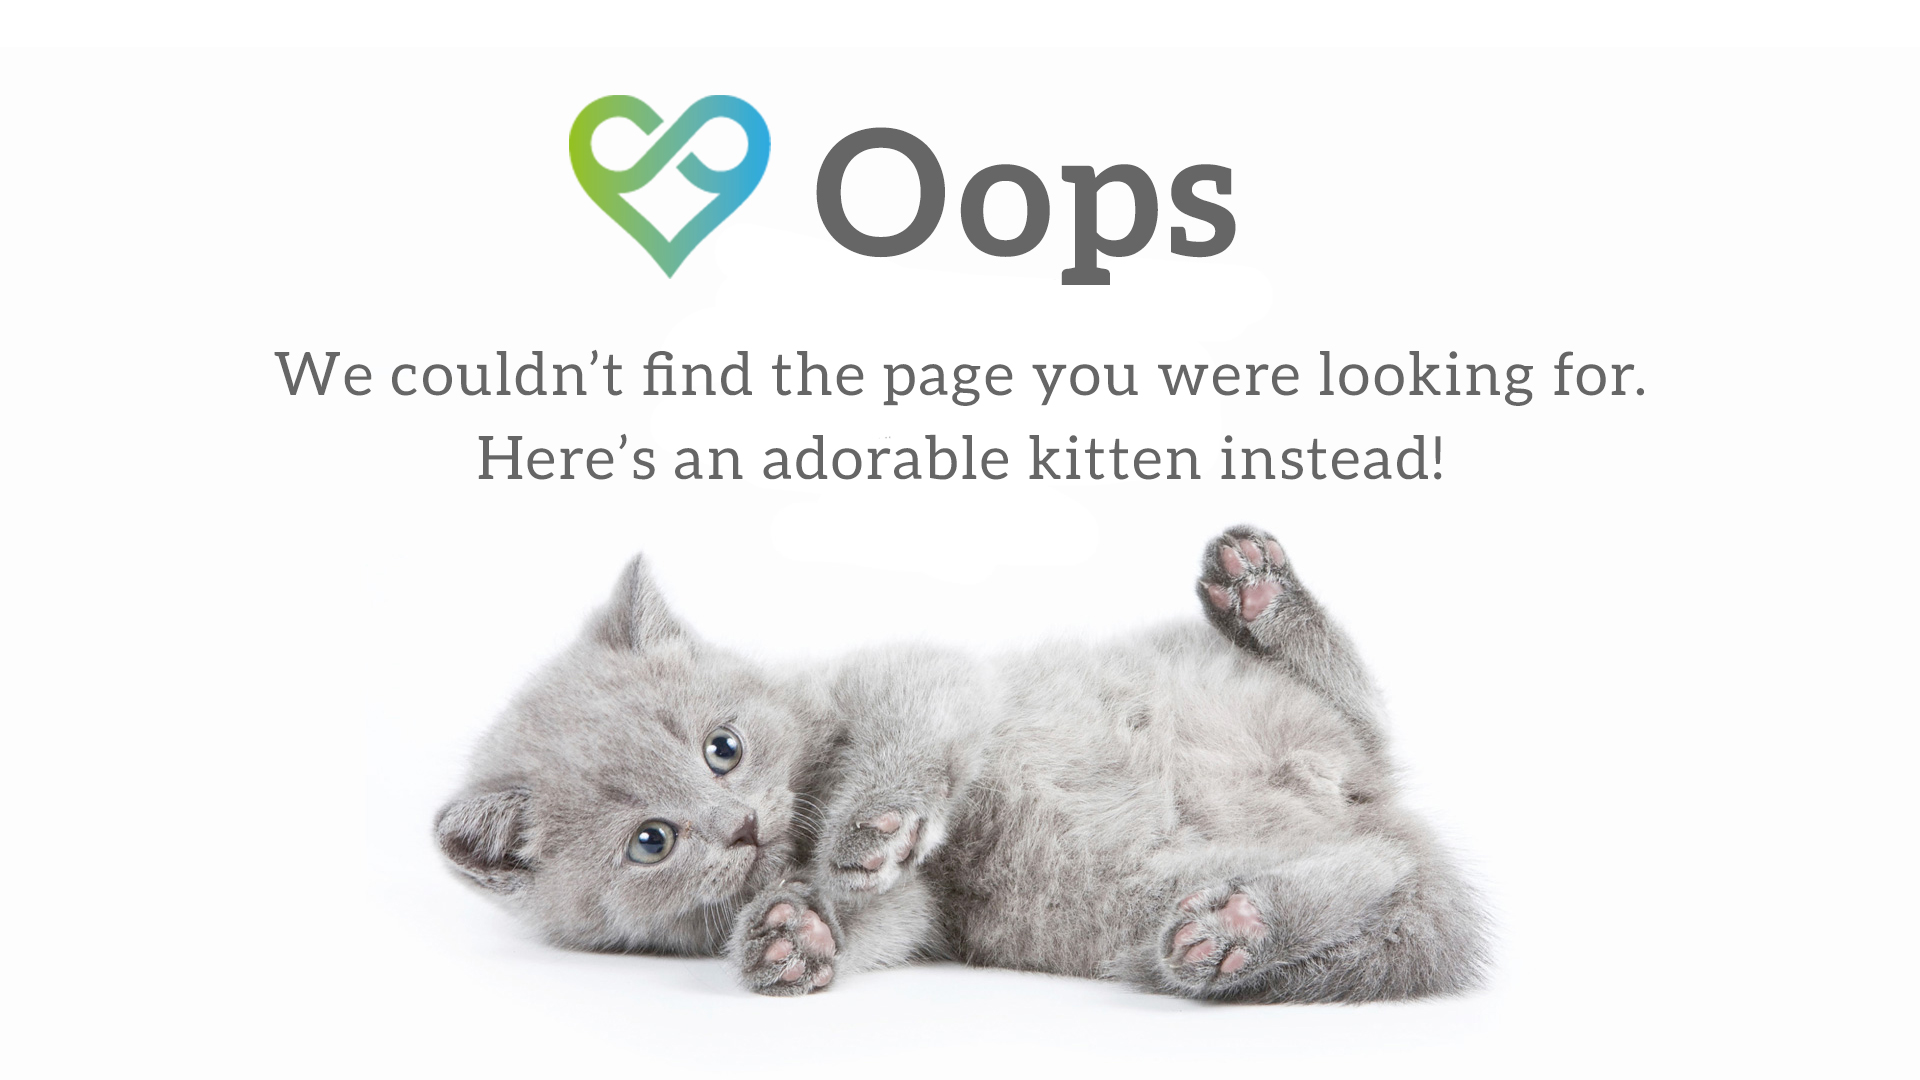 Oops
We couldn’t find the page you were looking for.
Here’s an adorable kitten instead!